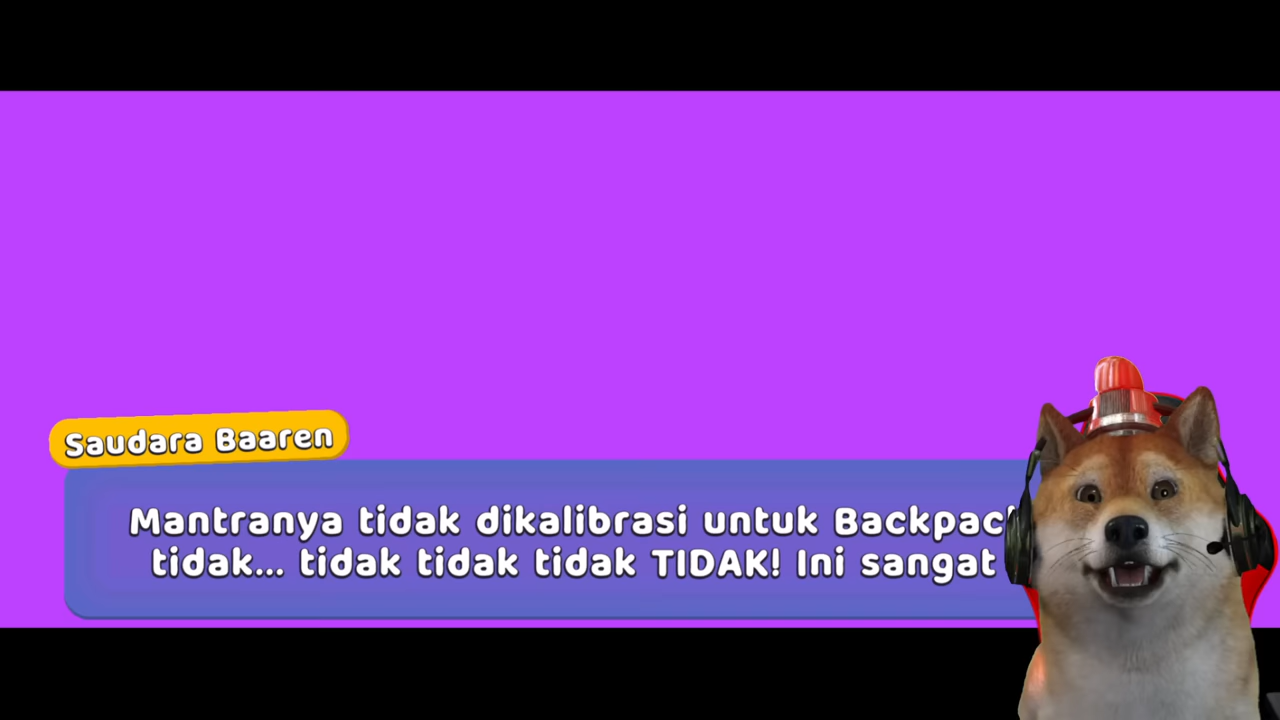 Saudara Baaren
Mantranya tidak dikalibrasi untuk
tidak... tidak tidak tidak TIDAK! Ini sangat